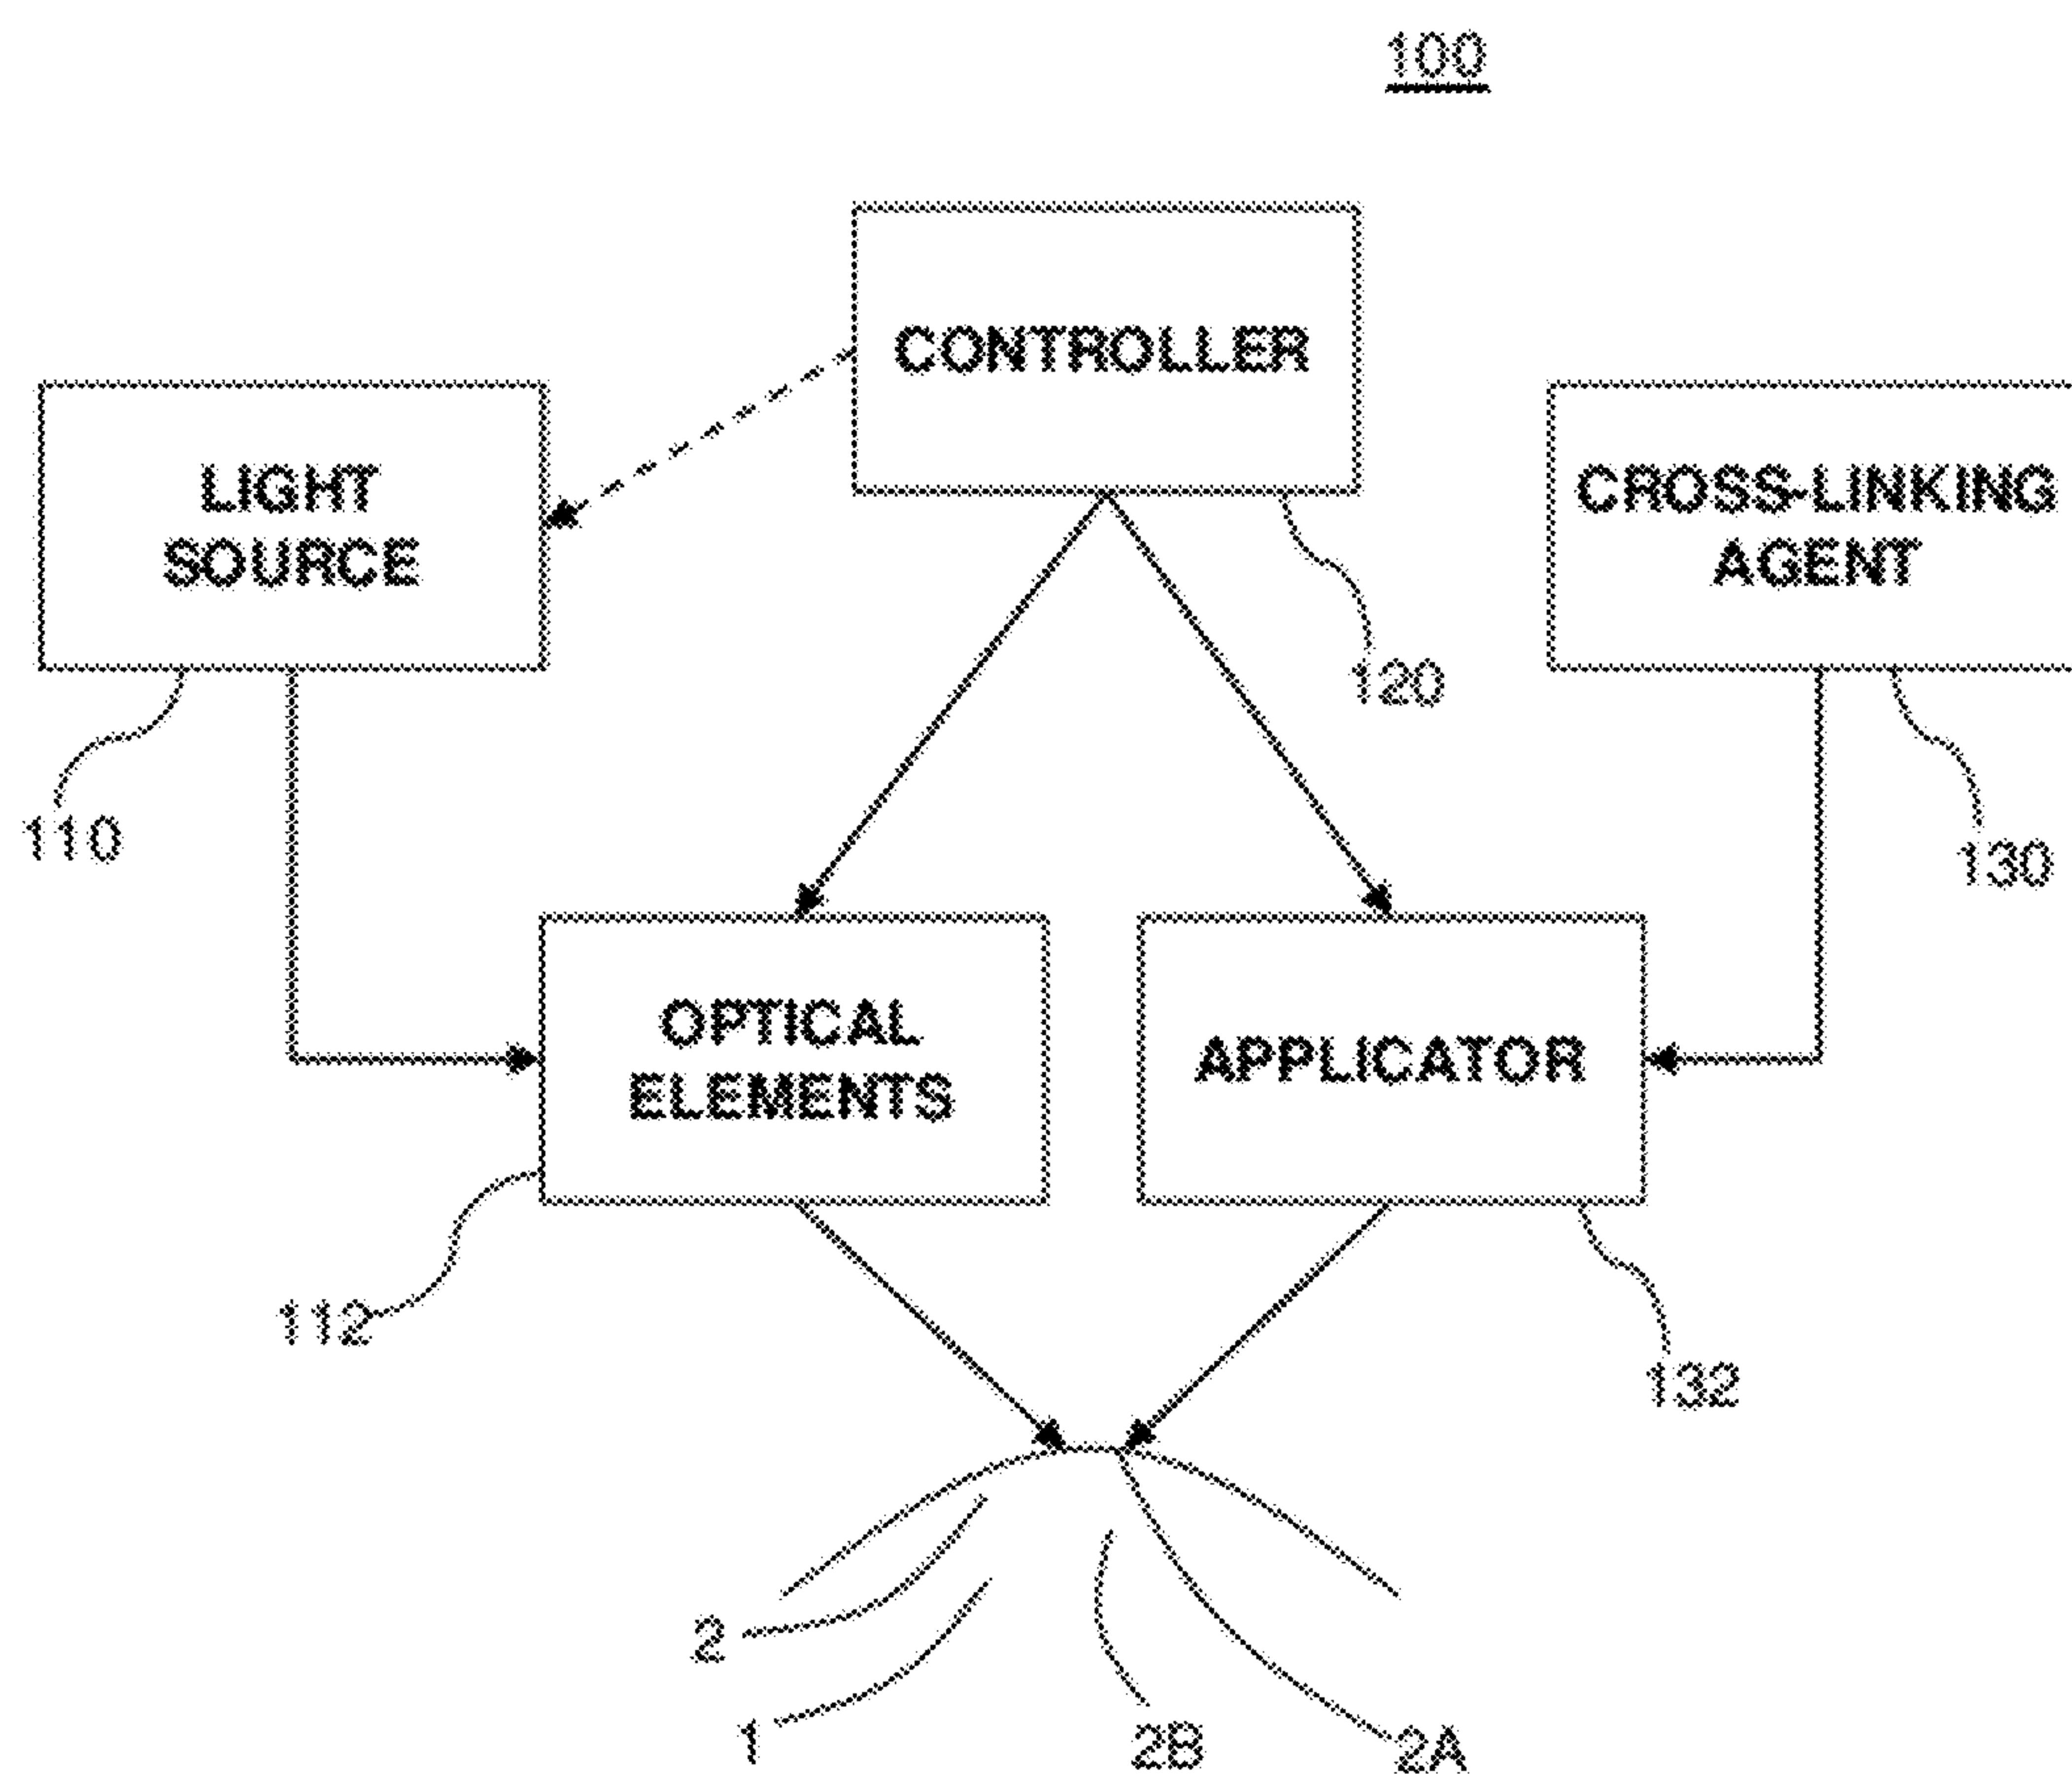 100
CONTROLLER
LIGHT
SOURCE
CROSS-LINKING
AGENT
120
110
130
OPTICAL
ELEMENTS
APPLICATOR
112
132
2
1
2B
2A